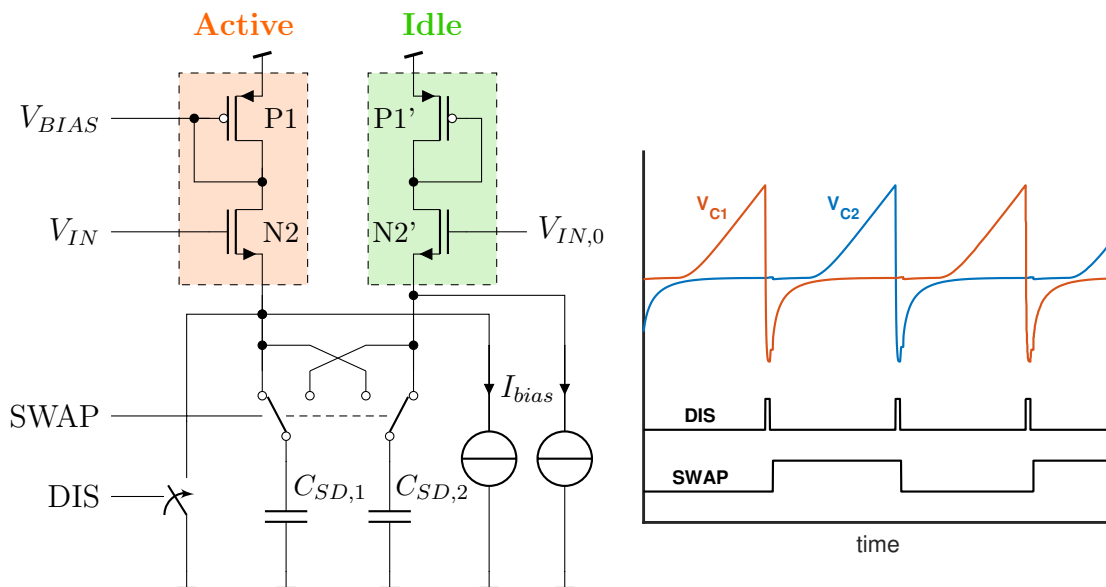 Active
Idle
V_BIAS
P1
P1'
V_IN
N2
N2'
V_IN,0
I_bias
SWAP
C_SD,1
C_SD,2
DIS
V_C1
V_C2
DIS
SWAP
time